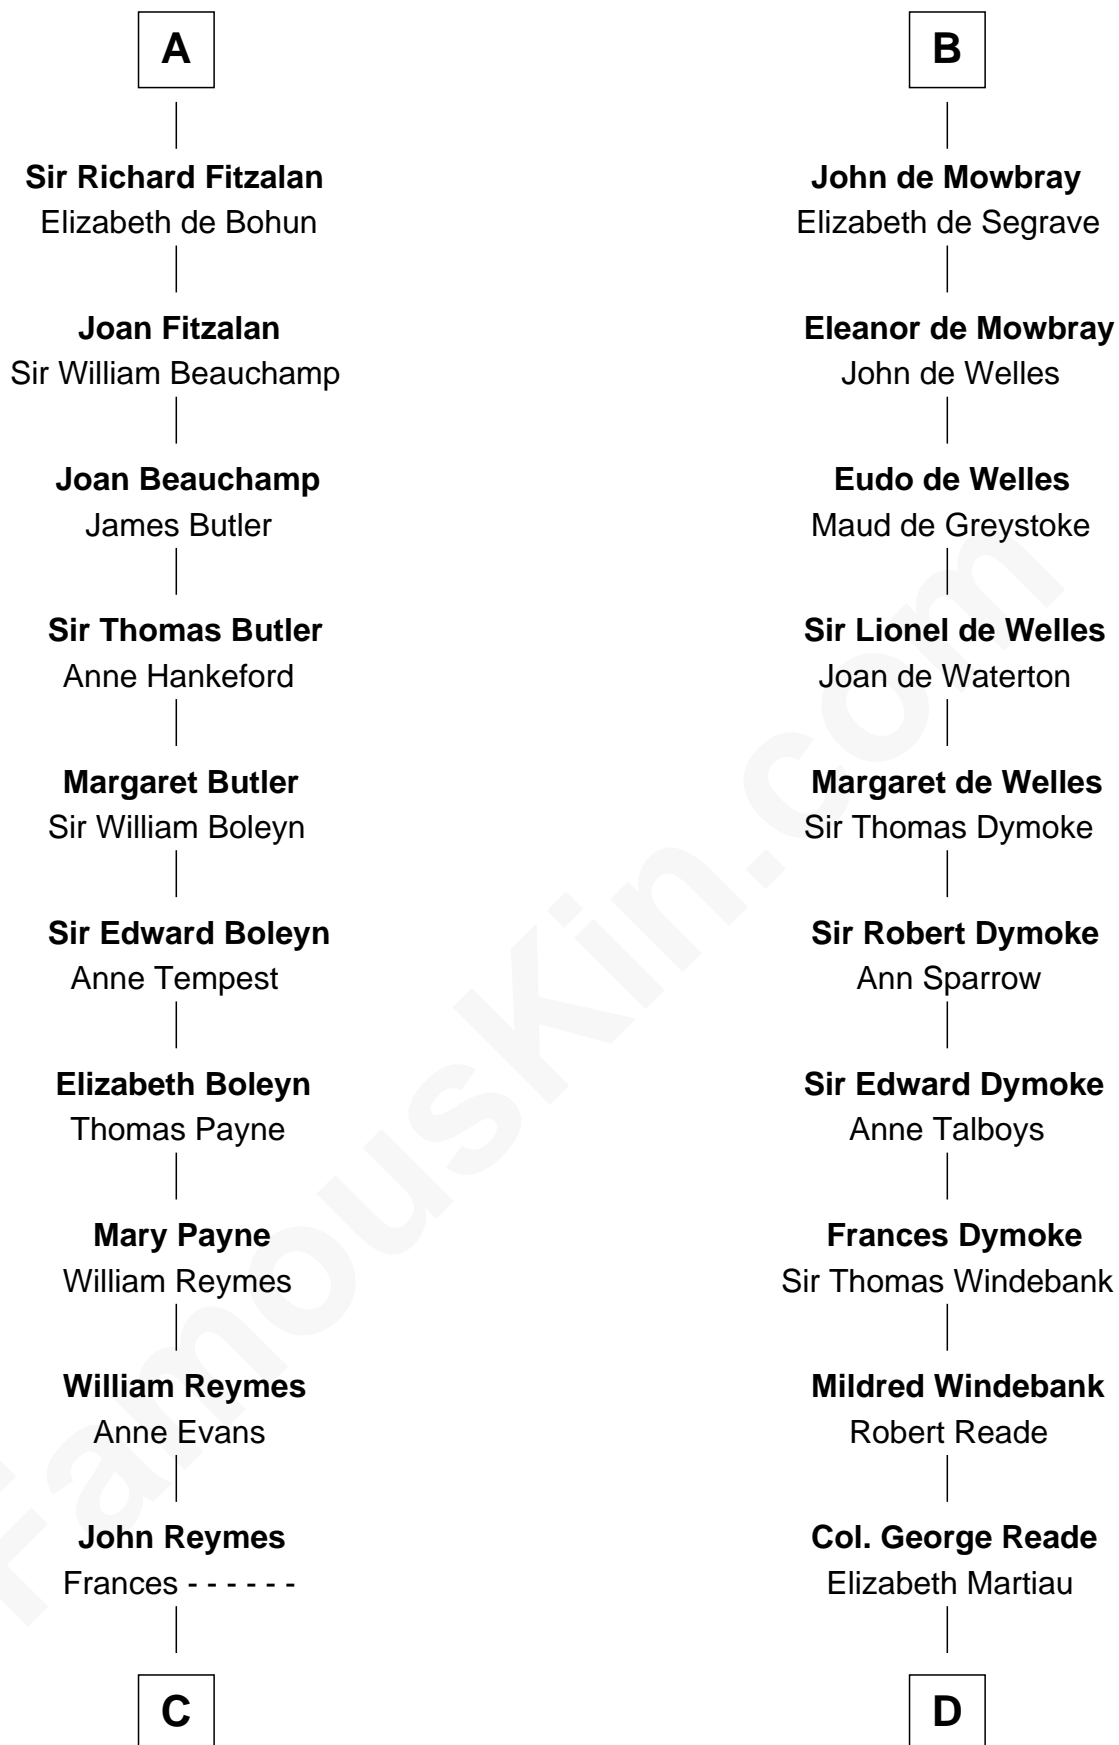 A
Sir Richard Fitzalan
Elizabeth de Bohun
Joan Fitzalan
Sir William Beauchamp
Joan Beauchamp
James Butler
Sir Thomas Butler
Anne Hankeford
Margaret Butler
Sir William Boleyn
Sir Edward Boleyn
Anne Tempest
Elizabeth Boleyn
Thomas Payne
Mary Payne
William Reymes
William Reymes
Anne Evans
John Reymes
Frances - - - - - -
C
B
John de Mowbray
Elizabeth de Segrave
Eleanor de Mowbray
John de Welles
Eudo de Welles
Maud de Greystoke
Sir Lionel de Welles
Joan de Waterton
Margaret de Welles
Sir Thomas Dymoke
Sir Robert Dymoke
Ann Sparrow
Sir Edward Dymoke
Anne Talboys
Frances Dymoke
Sir Thomas Windebank
Mildred Windebank
Robert Reade
Col. George Reade
Elizabeth Martiau
D
FamousKin.com